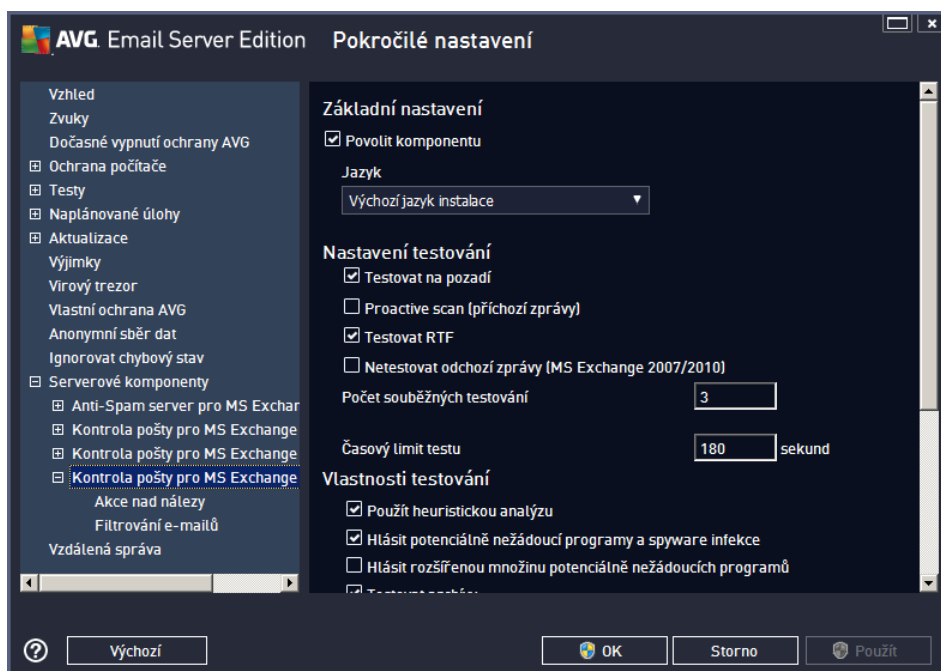 AVG. Email Server Edition Pokročilé nastavení
Vzhled
Zvuky
Dočasné vypnutí ochrany AVG
Ochrana počítače
Testy
Naplánované úlohy
Aktualizace
Výjimky
Virový trezor
Vlastní ochrana AVG
Anonymní sběr dat
Ignorovat chybový stav
Serverové komponenty
Anti-Spam server pro MS Exchar
Kontrola pošty pro MS Exchange
Kontrola pošty pro MS Exchange
Kontrola pošty pro MS Exchange
Akce nad nálezy
Filtrování e-mailů
Vzdálená správa
Základní nastavení
Povolit komponentu
Jazyk
Výchozí jazyk instalace
Nastavení testování
Testovat na pozadí
Proactive scan (příchozí zprávy)
Testovat RTF
Netestovat odchozí zprávy (MS Exchange 2007/2010)
Počet souběžných testování 3
Časový limit testu 180 sekund
Vlastnosti testování
Použít heuristickou analýzu
Hlásit potenciálně nežádoucí programy a spyware infekce
Hlásit rozšířenou množinu potenciálně nežádoucích programů
Výchozí OK Storno Použít